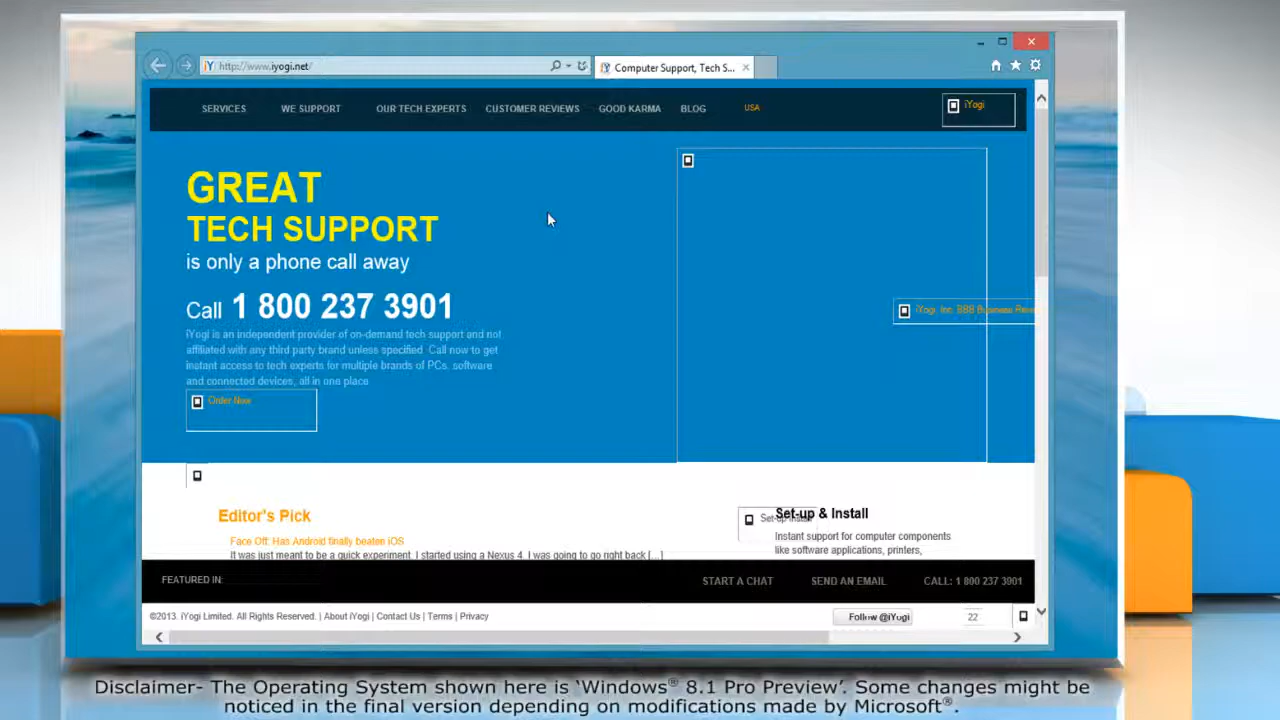 http://www.iyogi.net/
Computer Support, Tech S...
SERVICES WE SUPPORT OUR TECH EXPERTS CUSTOMER REVIEWS GOOD KARMA BLOG USA iYogi
GREAT
TECH SUPPORT
is only a phone call away
Call 1 800 237 3901
iYogi is an independent provider of on-demand tech support and not
affiliated with any third party brand unless specified. Call now to get
instant access to tech experts for multiple brands of PCs, software
and connected devices, all in one place
Order Now
iYogi, Inc. BBB Business Review
Editor's Pick
Face Off: Has Android finally beaten iOS
It was just meant to be a quick experiment. I started using a Nexus 4. I was going to go right back [...]
Set-up Install
Set-up & Install
Instant support for computer components
like software applications, printers,
FEATURED IN: START A CHAT SEND AN EMAIL CALL: 1 800 237 3901
©2013. iYogi Limited. All Rights Reserved. | About iYogi | Contact Us | Terms | Privacy
Follow @iYogi 22
Disclaimer- The Operating System shown here is ‘Windows® 8.1 Pro Preview’. Some changes might be
noticed in the final version depending on modifications made by Microsoft®.